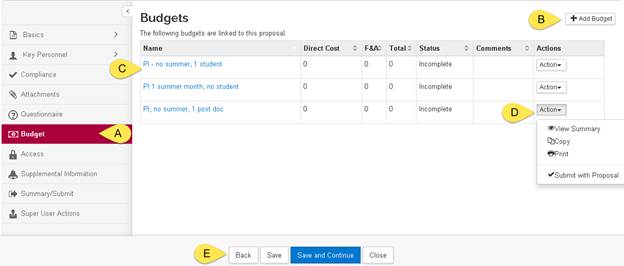 Budgets
B
Add Budget
The following budgets are linked to this proposal.
Basics
Key Personnel
Compliance
Attachments
Questionnaire
Budget
A
Access
Supplemental Information
Summary/Submit
Super User Actions
Name Direct Cost F&A Total Status Comments Actions
C PI - no summer, 1 student 0 0 0 Incomplete Action
PI 1 summer month, no student 0 0 0 Incomplete Action
PI, no summer, 1 post doc 0 0 0 Incomplete Action
D
View Summary
Copy
Print
Submit with Proposal
E Back Save Save and Continue Close